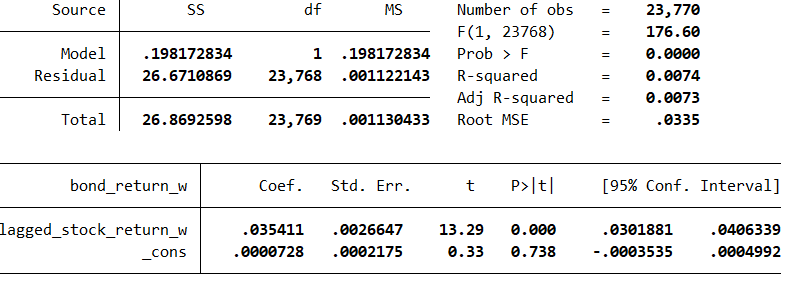 Source SS df MS Number of obs = 23,770
F(1, 23768) = 176.60
Model .198172834 1 .198172834 Prob > F = 0.0000
Residual 26.6710869 23,768 .001122143 R-squared = 0.0074
Adj R-squared = 0.0073
Total 26.8692598 23,769 .001130433 Root MSE = .0335
bond_return_w Coef. Std. Err. t P>|t| [95% Conf. Interval]
lagged_stock_return_w .035411 .0026647 13.29 0.000 .0301881 .0406339
_cons .0000728 .0002175 0.33 0.738 -.0003535 .0004992